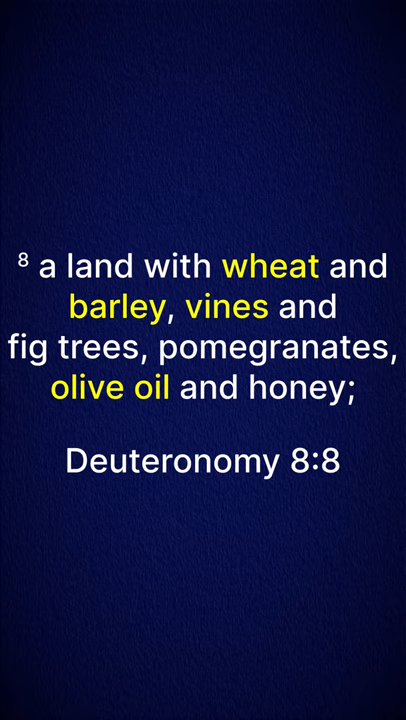 ⁸ a land with wheat and
barley, vines and
fig trees, pomegranates,
olive oil and honey;
Deuteronomy 8:8